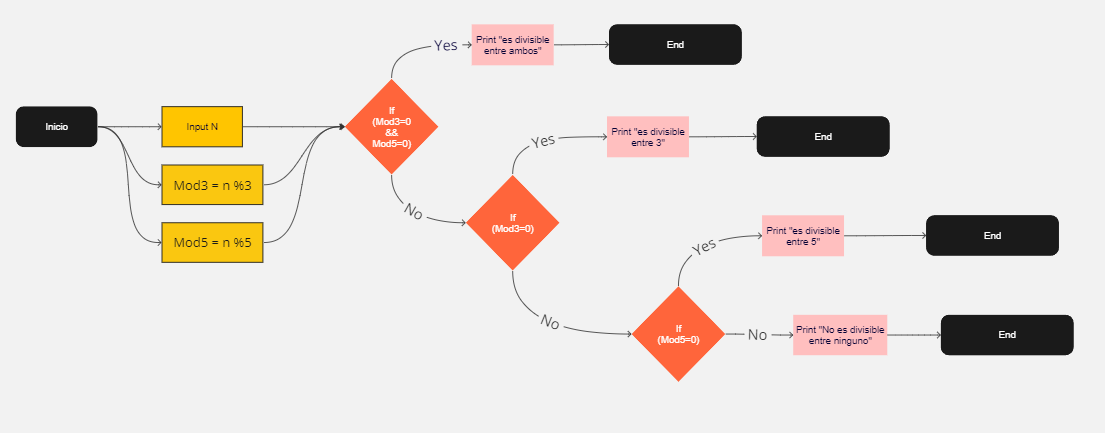 Yes
Print "es divisible
entre ambos"
End
Inicio
Input N
Mod3 = n %3
Mod5 = n %5
If
(Mod3=0
&&
Mod5=0)
No
Yes
Print "es divisible
entre 3"
End
If
(Mod3=0)
No
Yes
Print "es divisible
entre 5"
End
If
(Mod5=0)
No
Print "No es divisible
entre ninguno"
End